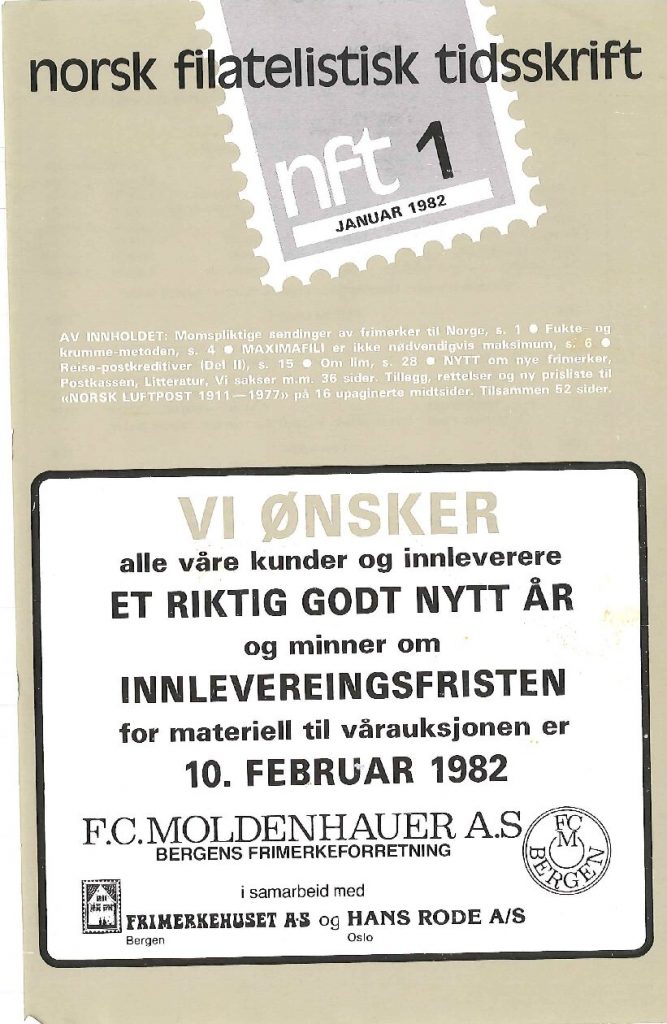 norsk filatelistisk tidsskrift
nft 1
JANUAR 1982
AV INNHOLDET: Momspliktige sendinger av frimerker til Norge, s. 1 ● Fukte- og
krumme-metoden, s. 4 ● MAXIMAFILI er ikke nødvendigvis maksimum, s. 6 ●
Reise-postkreditiver (Del II), s. 15 ● Om lim, s. 28 ● NYTT om nye frimerker,
Postkassen, Litteratur, Vi sakser m.m. 36 sider. Tillegg, rettelser og ny prisliste til
«NORSK LUFTPOST 1911—1977» på 16 upaginerte midtsider. Tilsammen 52 sider.
VI ØNSKER
alle våre kunder og innleverere
ET RIKTIG GODT NYTT ÅR
og minner om
INNLEVEREINGSFRISTEN
for materiell til vårauksjonen er
10. FEBRUAR 1982
F.C. MOLDENHAUER A.S
BERGENS FRIMERKEFORRETNING
FCM
BERGEN
i samarbeid med
FRIMERKEHUSET A·S og HANS RODE A/S
Bergen Oslo